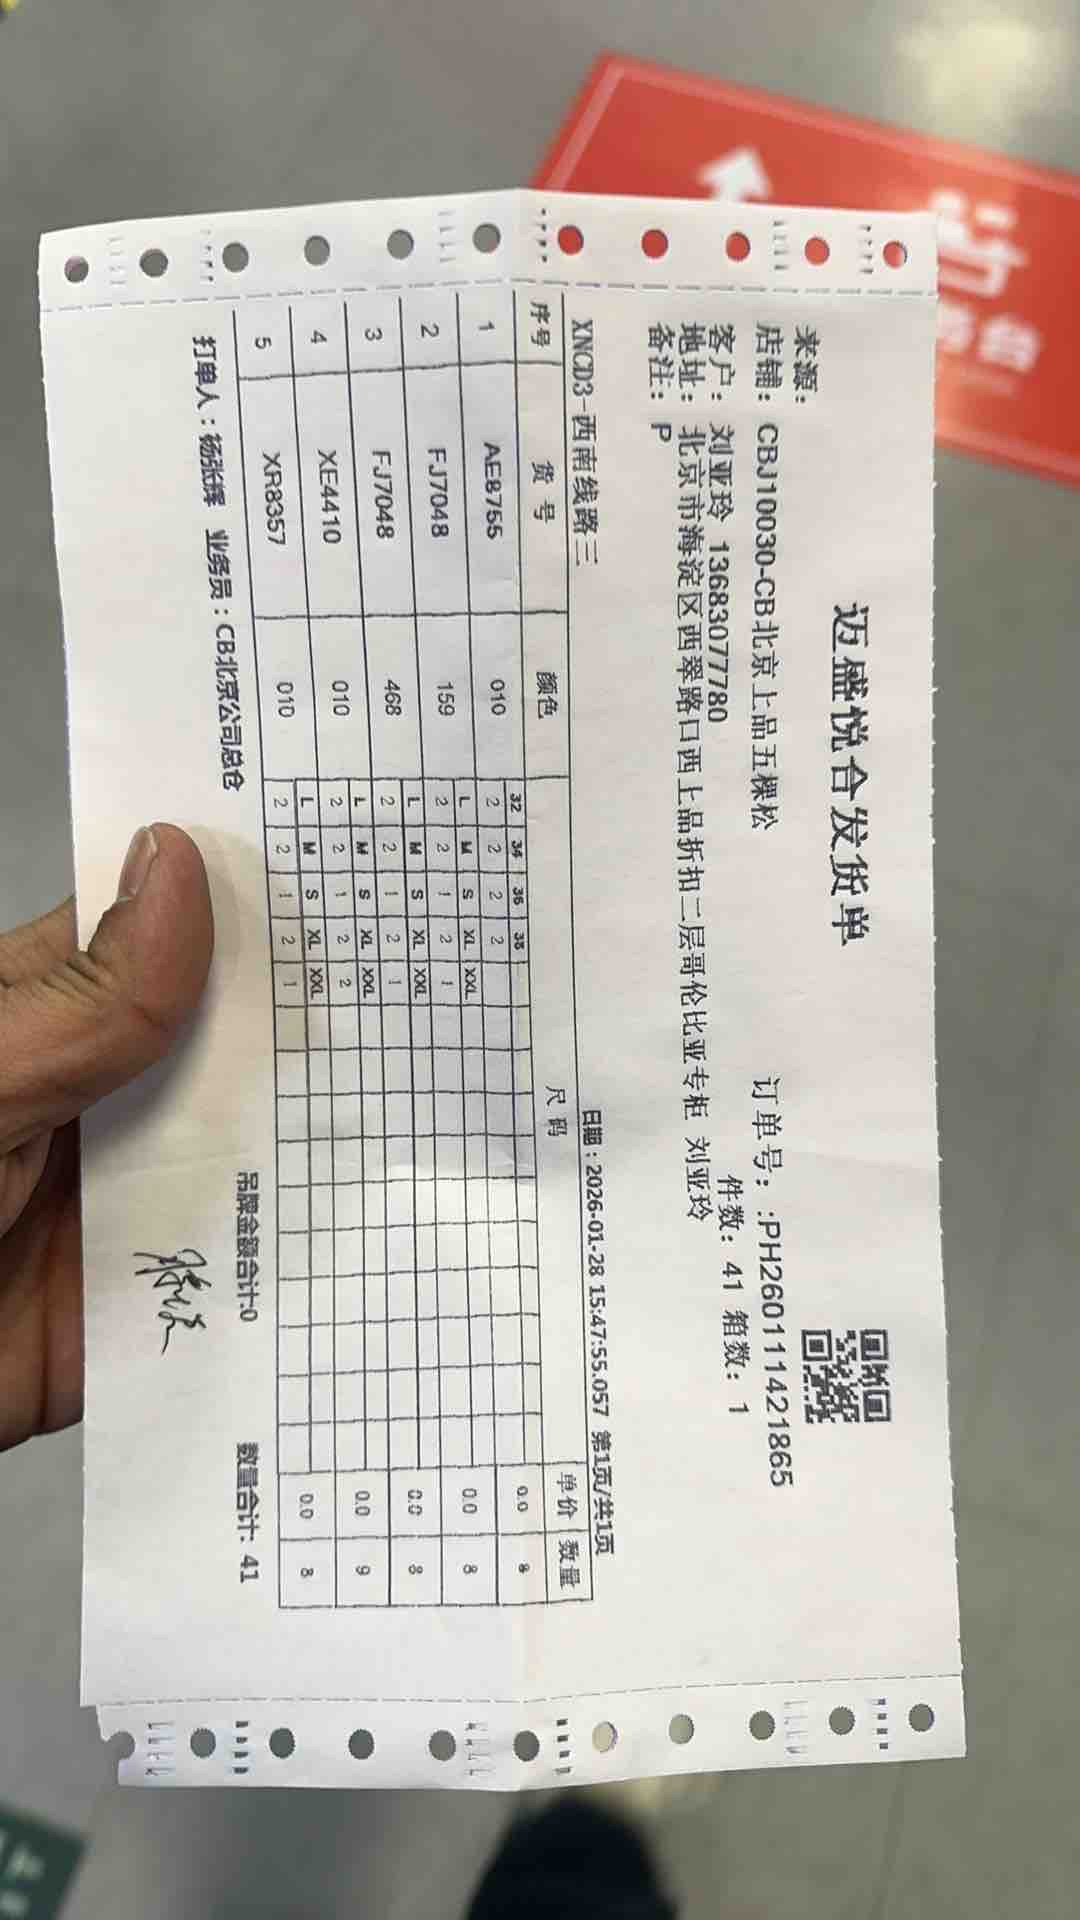 迈盛悦合发货单
来源：
店铺：CBJ10030-CB北京上品五棵松 订单号：:PH260111421865
客户：刘亚玲 13683077780 件数：41 箱数：1
地址：北京市海淀区西翠路口西上品折扣二层哥伦比亚专柜 刘亚玲
备注：P
XNCD3-西南线路三 日期：2026-01-28 15:47:55.057 第1页/共1页
序号 货号 颜色 尺码 单价 数量
32 34 36 38
1 AE8755 010 2 2 2 2 0.0 8
L M S XL XXL
2 FJ7048 159 2 2 1 2 1 0.0 8
L M S XL XXL
3 FJ7048 468 2 2 1 2 1 0.0 8
L M S XL XXL
4 XE4410 010 2 2 1 2 2 0.0 9
L M S XL XXL
5 XR8357 010 2 2 1 2 1 0.0 8
打单人：杨张辉 业务员：CB北京公司总仓 吊牌金额合计:0 数量合计：41